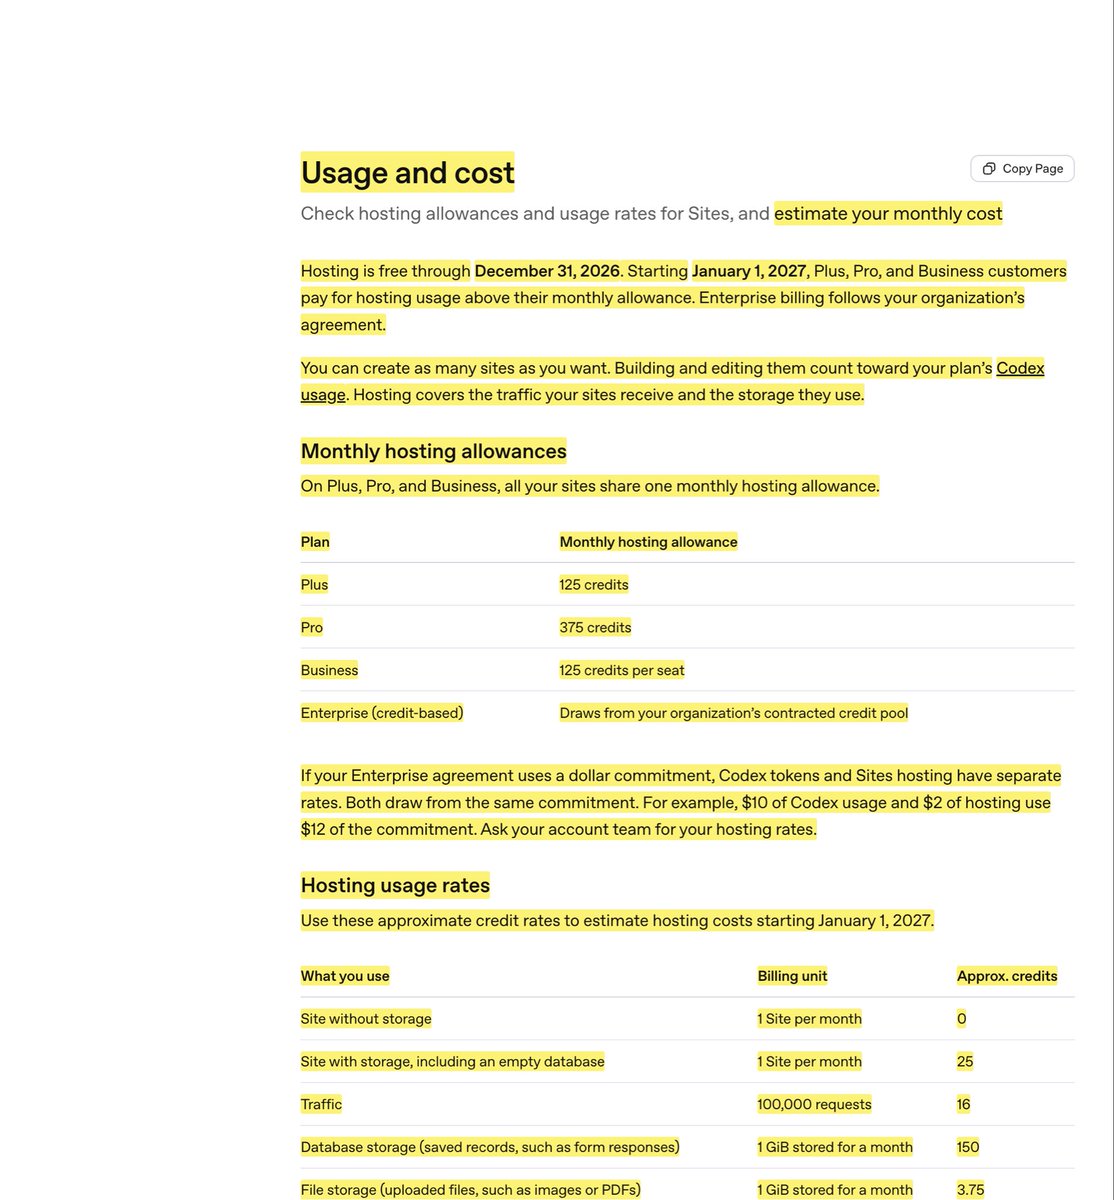 Usage and cost
Copy Page
Check hosting allowances and usage rates for Sites, and estimate your monthly cost
Hosting is free through December 31, 2026. Starting January 1, 2027, Plus, Pro, and Business customers
pay for hosting usage above their monthly allowance. Enterprise billing follows your organization’s
agreement.
You can create as many sites as you want. Building and editing them count toward your plan’s Codex
usage. Hosting covers the traffic your sites receive and the storage they use.
Monthly hosting allowances
On Plus, Pro, and Business, all your sites share one monthly hosting allowance.
Plan Monthly hosting allowance
Plus 125 credits
Pro 375 credits
Business 125 credits per seat
Enterprise (credit-based) Draws from your organization’s contracted credit pool
If your Enterprise agreement uses a dollar commitment, Codex tokens and Sites hosting have separate
rates. Both draw from the same commitment. For example, $10 of Codex usage and $2 of hosting use
$12 of the commitment. Ask your account team for your hosting rates.
Hosting usage rates
Use these approximate credit rates to estimate hosting costs starting January 1, 2027.
What you use Billing unit Approx. credits
Site without storage 1 Site per month 0
Site with storage, including an empty database 1 Site per month 25
Traffic 100,000 requests 16
Database storage (saved records, such as form responses) 1 GiB stored for a month 150
File storage (uploaded files, such as images or PDFs) 1 GiB stored for a month 3.75